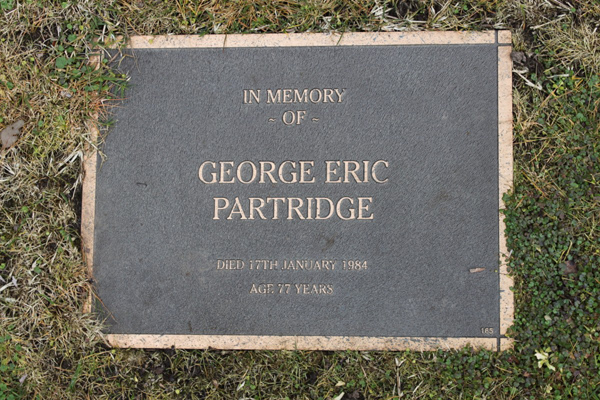 IN MEMORY
~ OF ~
GEORGE ERIC
PARTRIDGE
DIED 17TH JANUARY 1984
AGE 77 YEARS